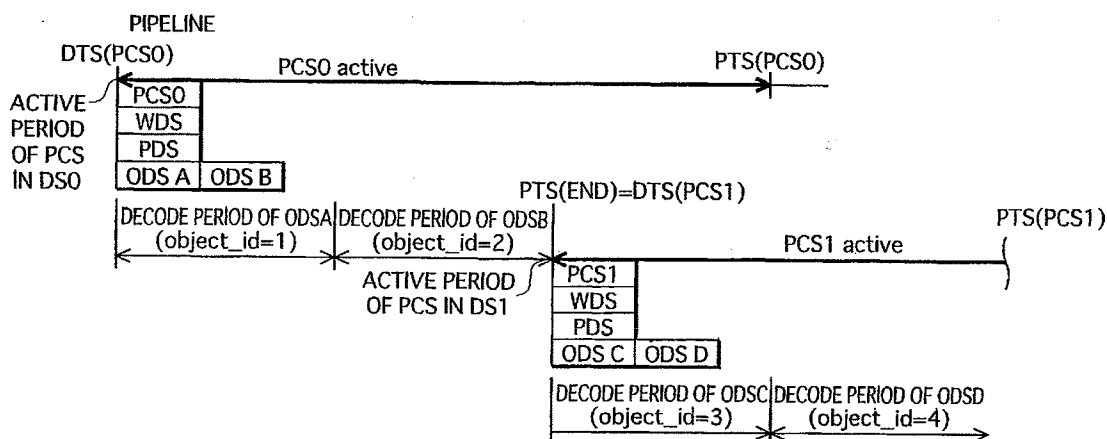 PIPELINE
DTS(PCS0)
PCS0 active
PTS(PCS0)
ACTIVE
PERIOD
OF PCS
IN DS0
PCS0
WDS
PDS
ODS A
ODS B
DECODE PERIOD OF ODSA
(object_id=1)
DECODE PERIOD OF ODSB
(object_id=2)
PTS(END)=DTS(PCS1)
PTS(PCS1)
PCS1 active
ACTIVE PERIOD
OF PCS IN DS1
PCS1
WDS
PDS
ODS C
ODS D
DECODE PERIOD OF ODSC
(object_id=3)
DECODE PERIOD OF ODSD
(object_id=4)